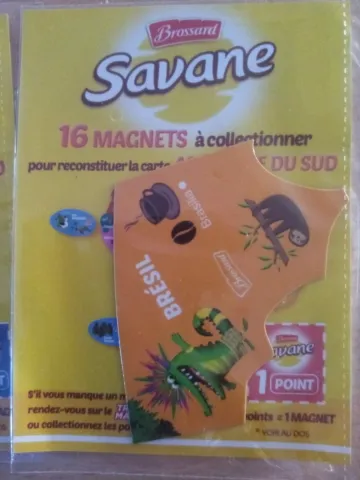 Brossard
Savane
16 MAGNETS à collectionner
pour reconstituer la carte DU SUD
Brasilia
Brossard
BRÉSIL
Brossard
Savane
1 POINT
S'il vous manque un
rendez-vous sur le
ou collectionnez les
points = 1 MAGNET
* VOIR AU DOS